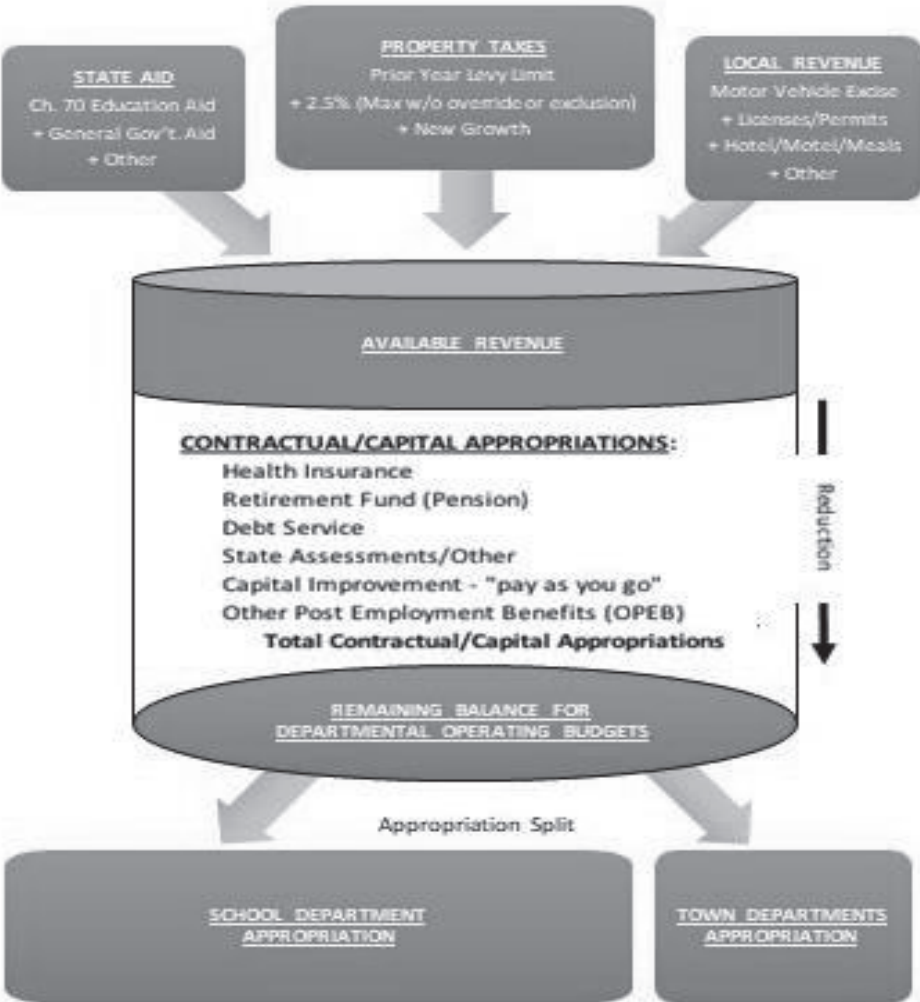 STATE AID
Ch. 70 Education Aid
+ General Gov't. Aid
+ Other
PROPERTY TAXES
Prior Year Levy Limit
+ 2.5% (Max w/o override or exclusion)
+ New Growth
LOCAL REVENUE
Motor Vehicle Excise
+ Licenses/Permits
+ Hotel/Motel/Meals
+ Other
AVAILABLE REVENUE
CONTRACTUAL/CAPITAL APPROPRIATIONS:
Health Insurance
Retirement Fund (Pension)
Debt Service
State Assessments/Other
Capital Improvement - "pay as you go"
Other Post Employment Benefits (OPEB)
Total Contractual/Capital Appropriations
Reduction
REMAINING BALANCE FOR
DEPARTMENTAL OPERATING BUDGETS
Appropriation Split
SCHOOL DEPARTMENT
APPROPRIATION
TOWN DEPARTMENTS
APPROPRIATION